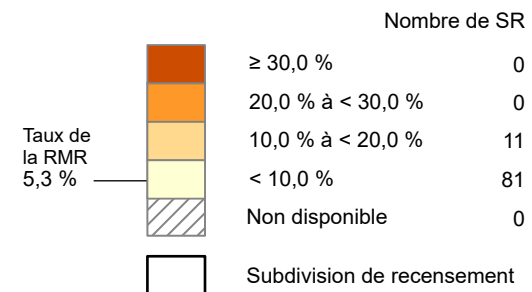 Nombre de SR
≥ 30,0 % 0
20,0 % à < 30,0 % 0
10,0 % à < 20,0 % 11
Taux de
la RMR
5,3 %
< 10,0 % 81
Non disponible 0
Subdivision de recensement